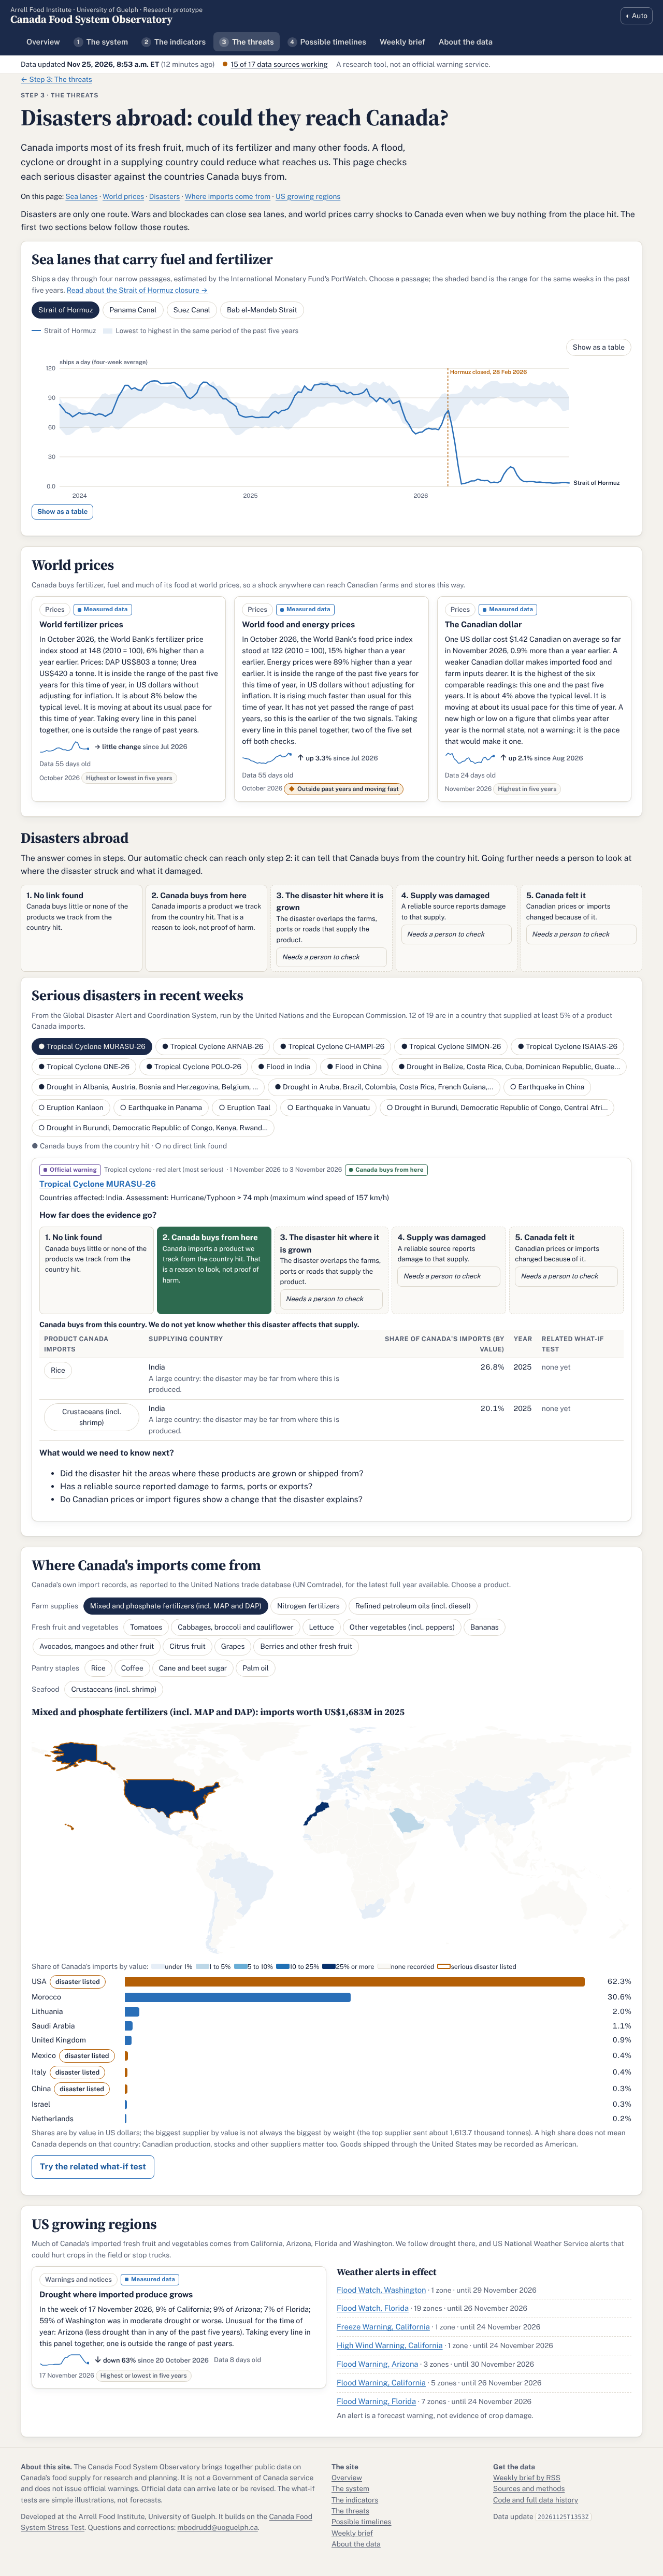 Arrell Food Institute · University of Guelph · Research prototype
Canada Food System Observatory
Auto
Overview
1 The system
2 The indicators
3 The threats
4 Possible timelines
Weekly brief
About the data
Data updated Nov 25, 2026, 8:53 a.m. ET (12 minutes ago) 15 of 17 data sources working A research tool, not an official warning service.
← Step 3: The threats
STEP 3 · THE THREATS
Disasters abroad: could they reach Canada?
Canada imports most of its fresh fruit, much of its fertilizer and many other foods. A flood,
cyclone or drought in a supplying country could reduce what reaches us. This page checks
each serious disaster against the countries Canada buys from.
On this page: Sea lanes · World prices · Disasters · Where imports come from · US growing regions
Disasters are only one route. Wars and blockades can close sea lanes, and world prices carry shocks to Canada even when we buy nothing from the place hit. The
first two sections below follow those routes.
Sea lanes that carry fuel and fertilizer
Ships a day through four narrow passages, estimated by the International Monetary Fund's PortWatch. Choose a passage; the shaded band is the range for the same weeks in the past
five years. Read about the Strait of Hormuz closure →
Strait of Hormuz
Panama Canal
Suez Canal
Bab el-Mandeb Strait
Strait of Hormuz
Lowest to highest in the same period of the past five years
Show as a table
ships a day (four-week average)
120
Hormuz closed, 28 Feb 2026
90
60
30
0.0
Strait of Hormuz
2024
2025
2026
Show as a table
World prices
Canada buys fertilizer, fuel and much of its food at world prices, so a shock anywhere can reach Canadian farms and stores this way.
Prices
Measured data
World fertilizer prices
In October 2026, the World Bank's fertilizer price
index stood at 148 (2010 = 100), 6% higher than a
year earlier. Prices: DAP US$803 a tonne; Urea
US$420 a tonne. It is inside the range of the past five
years for this time of year, in US dollars without
adjusting for inflation. It is about 8% below the
typical level. It is moving at about its usual pace for
this time of year. Taking every line in this panel
together, one is outside the range of past years.
→ little change since Jul 2026
Data 55 days old
October 2026 Highest or lowest in five years
Prices
Measured data
World food and energy prices
In October 2026, the World Bank's food price index
stood at 122 (2010 = 100), 15% higher than a year
earlier. Energy prices were 89% higher than a year
earlier. It is inside the range of the past five years for
this time of year, in US dollars without adjusting for
inflation. It is rising much faster than usual for this
time of year. It has not yet passed the range of past
years, so this is the earlier of the two signals. Taking
every line in this panel together, two of the five set
off both checks.
↑ up 3.3% since Jul 2026
Data 55 days old
October 2026 Outside past years and moving fast
Prices
Measured data
The Canadian dollar
One US dollar cost $1.42 Canadian on average so far
in November 2026, 0.9% more than a year earlier. A
weaker Canadian dollar makes imported food and
farm inputs dearer. It is the highest of the six
comparable readings: this one and the past five
years. It is about 4% above the typical level. It is
moving at about its usual pace for this time of year. A
new high or low on a figure that climbs year after
year is the normal state, not a warning: it is the pace
that would make it one.
↑ up 2.1% since Aug 2026
Data 24 days old
November 2026 Highest in five years
Disasters abroad
The answer comes in steps. Our automatic check can reach only step 2: it can tell that Canada buys from the country hit. Going further needs a person to look at
where the disaster struck and what it damaged.
1. No link found
Canada buys little or none of the
products we track from the
country hit.
2. Canada buys from here
Canada imports a product we track
from the country hit. That is a
reason to look, not proof of harm.
3. The disaster hit where it is
grown
The disaster overlaps the farms,
ports or roads that supply the
product.
Needs a person to check
4. Supply was damaged
A reliable source reports damage
to that supply.
Needs a person to check
5. Canada felt it
Canadian prices or imports
changed because of it.
Needs a person to check
Serious disasters in recent weeks
From the Global Disaster Alert and Coordination System, run by the United Nations and the European Commission. 12 of 19 are in a country that supplied at least 5% of a product
Canada imports.
● Tropical Cyclone MURASU-26
● Tropical Cyclone ARNAB-26
● Tropical Cyclone CHAMPI-26
● Tropical Cyclone SIMON-26
● Tropical Cyclone ISAIAS-26
● Tropical Cyclone ONE-26
● Tropical Cyclone POLO-26
● Flood in India
● Flood in China
● Drought in Belize, Costa Rica, Cuba, Dominican Republic, Guate...
● Drought in Albania, Austria, Bosnia and Herzegovina, Belgium, ...
● Drought in Aruba, Brazil, Colombia, Costa Rica, French Guiana,...
○ Earthquake in China
○ Eruption Kanlaon
○ Earthquake in Panama
○ Eruption Taal
○ Earthquake in Vanuatu
○ Drought in Burundi, Democratic Republic of Congo, Central Afri...
○ Drought in Burundi, Democratic Republic of Congo, Kenya, Rwand...
● Canada buys from the country hit · ○ no direct link found
Official warning Tropical cyclone · red alert (most serious) · 1 November 2026 to 3 November 2026 Canada buys from here
Tropical Cyclone MURASU-26
Countries affected: India. Assessment: Hurricane/Typhoon > 74 mph (maximum wind speed of 157 km/h)
How far does the evidence go?
1. No link found
Canada buys little or none of the
products we track from the
country hit.
2. Canada buys from here
Canada imports a product we
track from the country hit. That
is a reason to look, not proof of
harm.
3. The disaster hit where it
is grown
The disaster overlaps the farms,
ports or roads that supply the
product.
Needs a person to check
4. Supply was damaged
A reliable source reports
damage to that supply.
Needs a person to check
5. Canada felt it
Canadian prices or imports
changed because of it.
Needs a person to check
Canada buys from this country. We do not yet know whether this disaster affects that supply.
PRODUCT CANADA IMPORTS
SUPPLYING COUNTRY
SHARE OF CANADA'S IMPORTS (BY VALUE)
YEAR
RELATED WHAT-IF TEST
Rice
India
A large country: the disaster may be far from where this is
produced.
26.8%
2025
none yet
Crustaceans (incl. shrimp)
India
A large country: the disaster may be far from where this is
produced.
20.1%
2025
none yet
What would we need to know next?
• Did the disaster hit the areas where these products are grown or shipped from?
• Has a reliable source reported damage to farms, ports or exports?
• Do Canadian prices or import figures show a change that the disaster explains?
Where Canada's imports come from
Canada's own import records, as reported to the United Nations trade database (UN Comtrade), for the latest full year available. Choose a product.
Farm supplies
Mixed and phosphate fertilizers (incl. MAP and DAP)
Nitrogen fertilizers
Refined petroleum oils (incl. diesel)
Fresh fruit and vegetables
Tomatoes
Cabbages, broccoli and cauliflower
Lettuce
Other vegetables (incl. peppers)
Bananas
Avocados, mangoes and other fruit
Citrus fruit
Grapes
Berries and other fresh fruit
Pantry staples
Rice
Coffee
Cane and beet sugar
Palm oil
Seafood
Crustaceans (incl. shrimp)
Mixed and phosphate fertilizers (incl. MAP and DAP): imports worth US$1,683M in 2025
Share of Canada's imports by value: under 1% 1 to 5% 5 to 10% 10 to 25% 25% or more none recorded serious disaster listed
USA disaster listed 62.3%
Morocco 30.6%
Lithuania 2.0%
Saudi Arabia 1.1%
United Kingdom 0.9%
Mexico disaster listed 0.4%
Italy disaster listed 0.4%
China disaster listed 0.3%
Israel 0.3%
Netherlands 0.2%
Shares are by value in US dollars; the biggest supplier by value is not always the biggest by weight (the top supplier sent about 1,613.7 thousand tonnes). A high share does not mean
Canada depends on that country: Canadian production, stocks and other suppliers matter too. Goods shipped through the United States may be recorded as American.
Try the related what-if test
US growing regions
Much of Canada's imported fresh fruit and vegetables comes from California, Arizona, Florida and Washington. We follow drought there, and US National Weather Service alerts that
could hurt crops in the field or stop trucks.
Warnings and notices
Measured data
Drought where imported produce grows
In the week of 17 November 2026, 9% of California; 9% of Arizona; 7% of Florida;
59% of Washington was in moderate drought or worse. Unusual for the time of
year: Arizona (less drought than in any of the past five years). Taking every line in
this panel together, one is outside the range of past years.
↓ down 63% since 20 October 2026 Data 8 days old
17 November 2026 Highest or lowest in five years
Weather alerts in effect
Flood Watch, Washington · 1 zone · until 29 November 2026
Flood Watch, Florida · 19 zones · until 26 November 2026
Freeze Warning, California · 1 zone · until 24 November 2026
High Wind Warning, California · 1 zone · until 24 November 2026
Flood Warning, Arizona · 3 zones · until 30 November 2026
Flood Warning, California · 5 zones · until 26 November 2026
Flood Warning, Florida · 7 zones · until 24 November 2026
An alert is a forecast warning, not evidence of crop damage.
About this site. The Canada Food System Observatory brings together public data on
Canada's food supply for research and planning. It is not a Government of Canada service
and does not issue official warnings. Official data can arrive late or be revised. The what-if
tests are simple illustrations, not forecasts.
Developed at the Arrell Food Institute, University of Guelph. It builds on the Canada Food
System Stress Test. Questions and corrections: mbodrudd@uoguelph.ca.
The site
Overview
The system
The indicators
The threats
Possible timelines
Weekly brief
About the data
Get the data
Weekly brief by RSS
Sources and methods
Code and full data history
Data update 20261125T1353Z